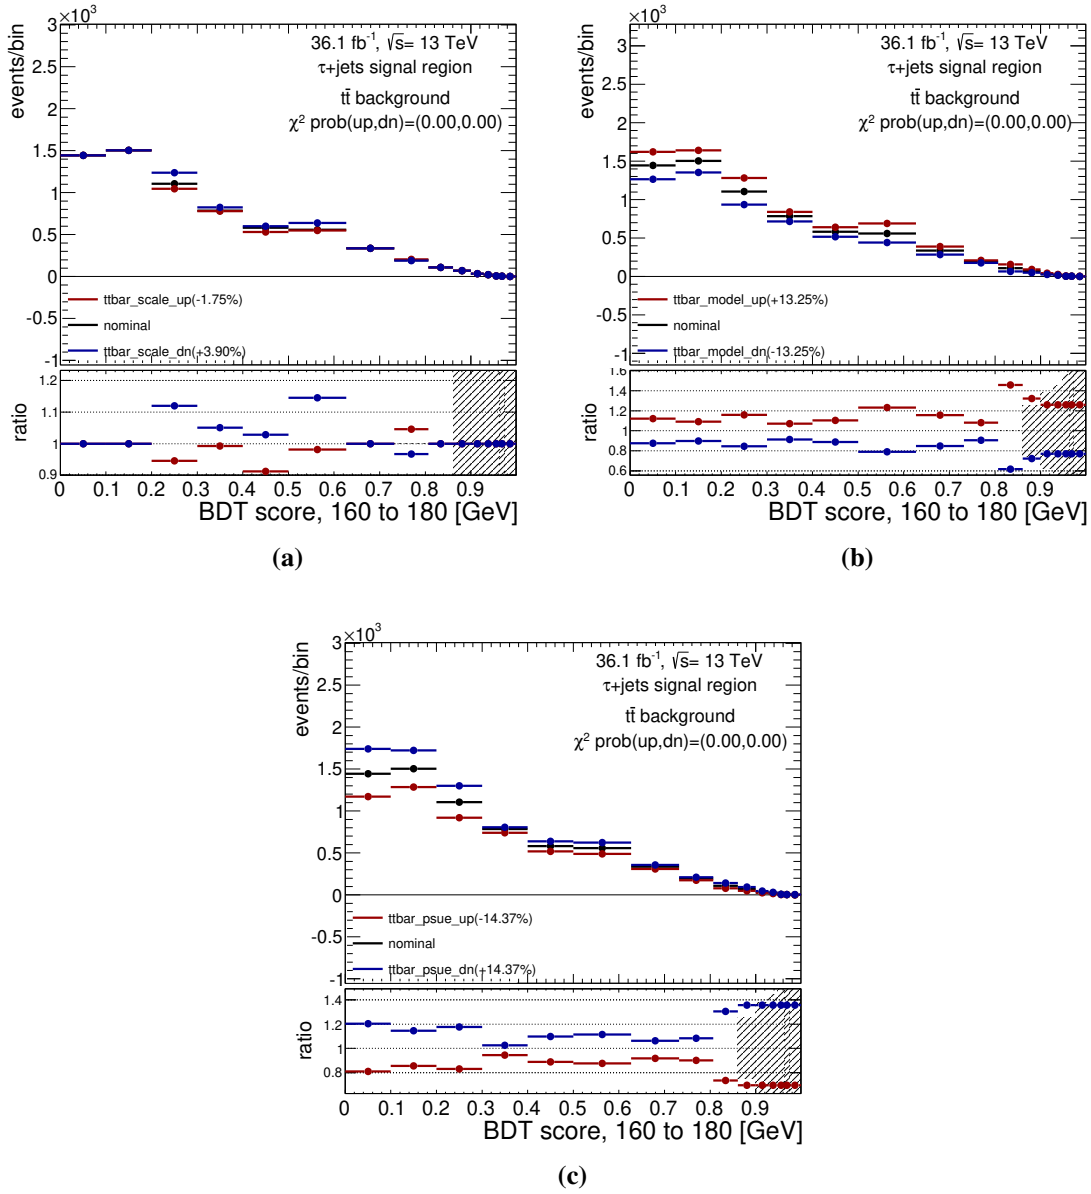 ×10³
events/bin
3
2.5
2
1.5
1
0.5
0
-0.5
-1
36.1 fb⁻¹, √s= 13 TeV
τ+jets signal region
tt̄ background
χ² prob(up,dn)=(0.00,0.00)
ttbar_scale_up(-1.75%)
nominal
ttbar_scale_dn(+3.90%)
ratio
1.2
1.1
1
0.9
0 0.1 0.2 0.3 0.4 0.5 0.6 0.7 0.8 0.9
BDT score, 160 to 180 [GeV]
(a)
×10³
events/bin
3
2.5
2
1.5
1
0.5
0
-0.5
-1
36.1 fb⁻¹, √s= 13 TeV
τ+jets signal region
tt̄ background
χ² prob(up,dn)=(0.00,0.00)
ttbar_model_up(+13.25%)
nominal
ttbar_model_dn(-13.25%)
ratio
1.6
1.4
1.2
1
0.8
0.6
0 0.1 0.2 0.3 0.4 0.5 0.6 0.7 0.8 0.9
BDT score, 160 to 180 [GeV]
(b)
×10³
events/bin
3
2.5
2
1.5
1
0.5
0
-0.5
-1
36.1 fb⁻¹, √s= 13 TeV
τ+jets signal region
tt̄ background
χ² prob(up,dn)=(0.00,0.00)
ttbar_psue_up(-14.37%)
nominal
ttbar_psue_dn(+14.37%)
ratio
1.4
1.2
1
0.8
0 0.1 0.2 0.3 0.4 0.5 0.6 0.7 0.8 0.9
BDT score, 160 to 180 [GeV]
(c)